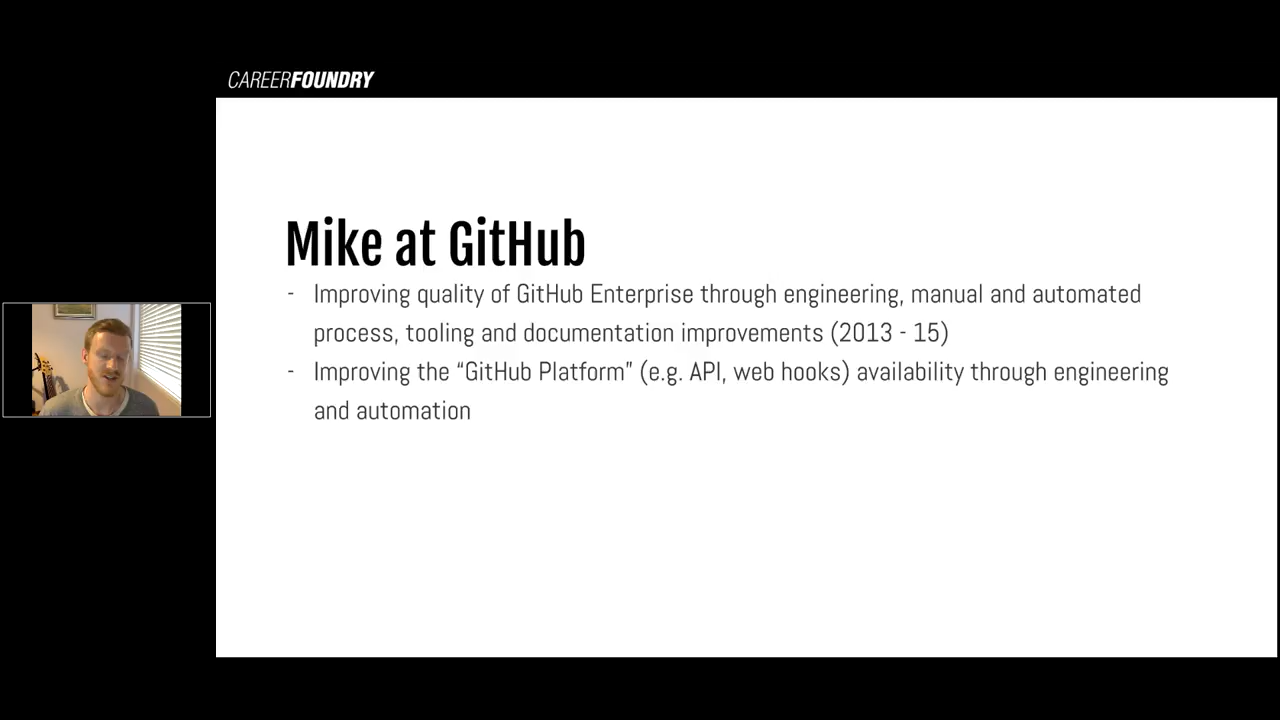 CAREERFOUNDRY
Mike at GitHub
- Improving quality of GitHub Enterprise through engineering, manual and automated
process, tooling and documentation improvements (2013 - 15)
- Improving the “GitHub Platform” (e.g. API, web hooks) availability through engineering
and automation